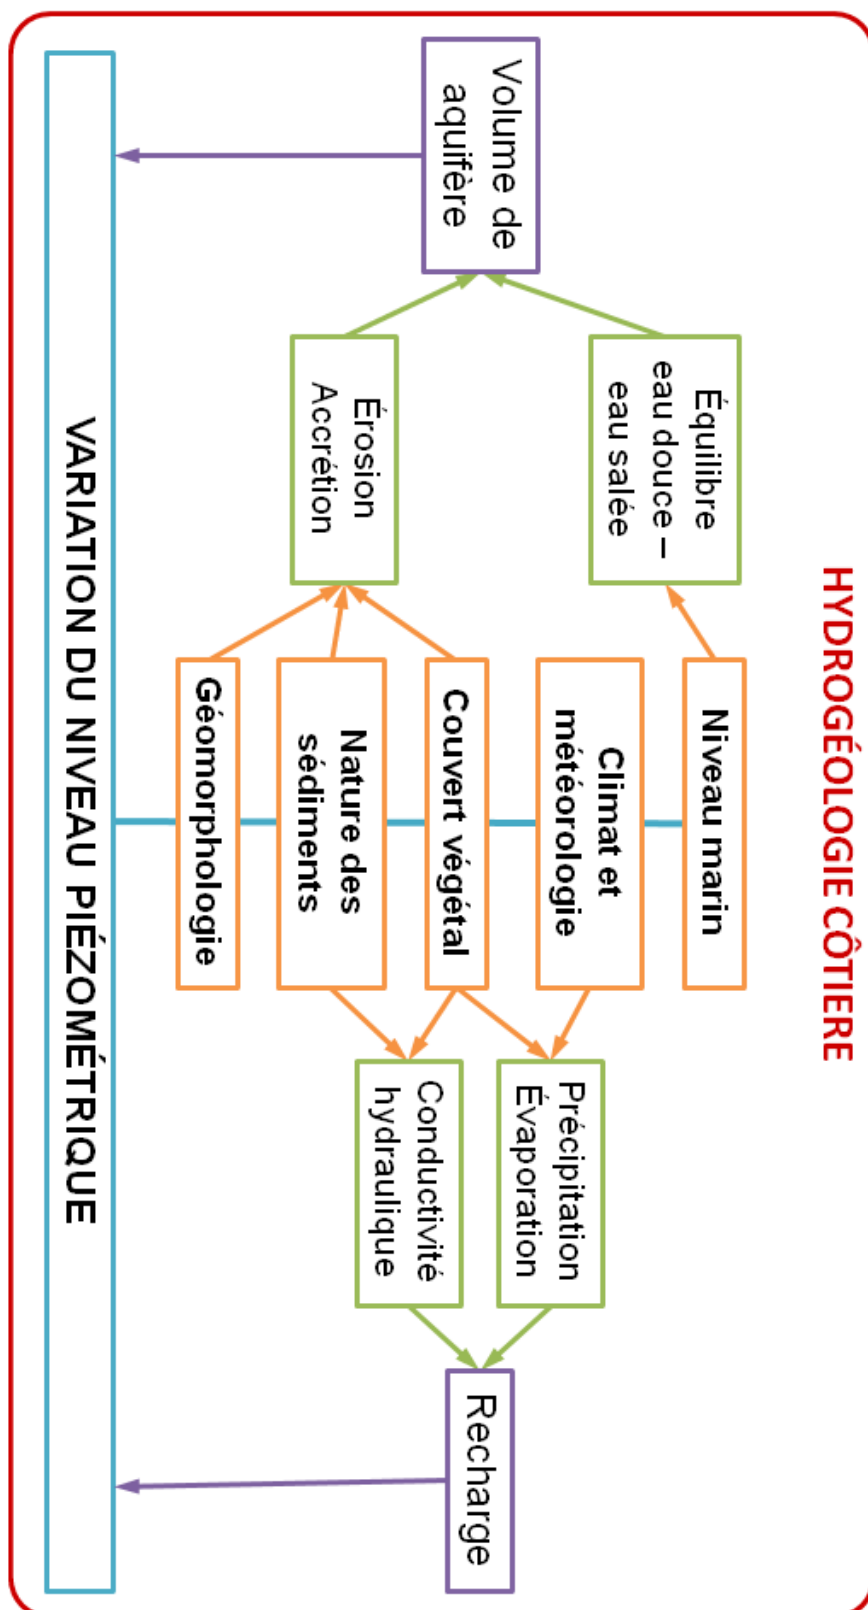 HYDROGÉOLOGIE CÔTIERE
Équilibre
eau douce –
eau salée
Niveau marin
Précipitation
Évaporation
Climat et
météorologie
Volume de
aquifère
Couvert végétal
Recharge
Érosion
Accrétion
Nature des
sédiments
Conductivité
hydraulique
Géomorphologie
VARIATION DU NIVEAU PIÉZOMÉTRIQUE